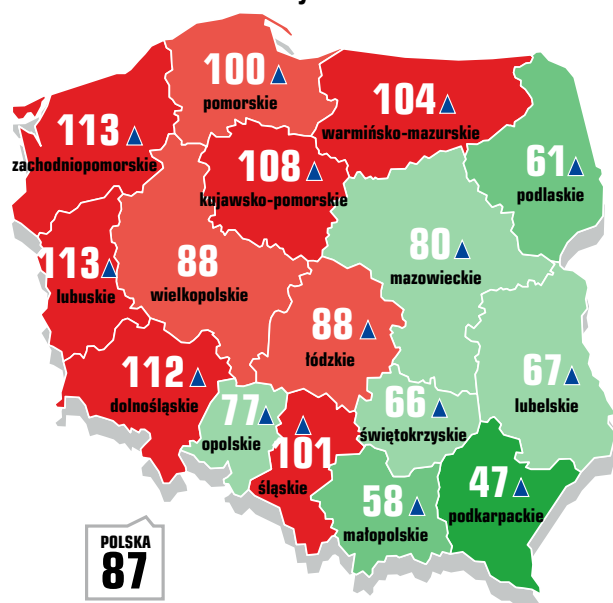 100
pomorskie
104
warmińsko-mazurskie
113
zachodniopomorskie
108
kujawsko-pomorskie
61
podlaskie
80
mazowieckie
113
lubuskie
88
wielkopolskie
88
łódzkie
67
lubelskie
112
dolnośląskie
77
opolskie
66
świętokrzyskie
101
śląskie
58
małopolskie
47
podkarpackie
POLSKA
87